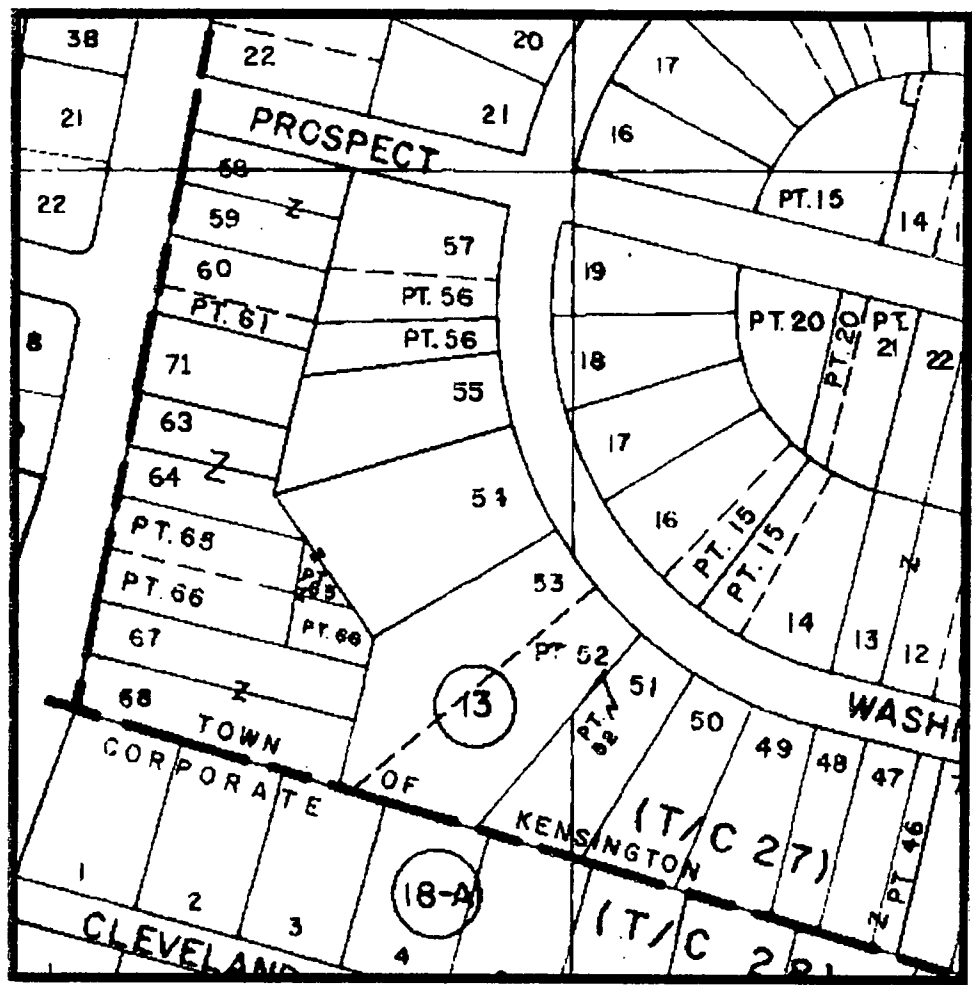 38
22
20
17
21
21
16
PROSPECT
58
22
59
Z
57
PT. 15
14
60
PT. 56
19
PT. 61
PT. 56
PT. 20
PT. 20
PT. 21
22
8
71
55
18
63
17
64
Z
54
16
PT. 15
PT. 15
PT. 65
PT. 65
53
Z
PT. 66
PT. 66
14
13
12
67
PT 52
51
13
PT. 52
68
Z
50
49
48
47
WASHI
TOWN
OF
KENSINGTON
CORPORATE
(T/C 27)
PT 46
Z
1
2
3
4
18-A
(T/C 28)
CLEVELAND